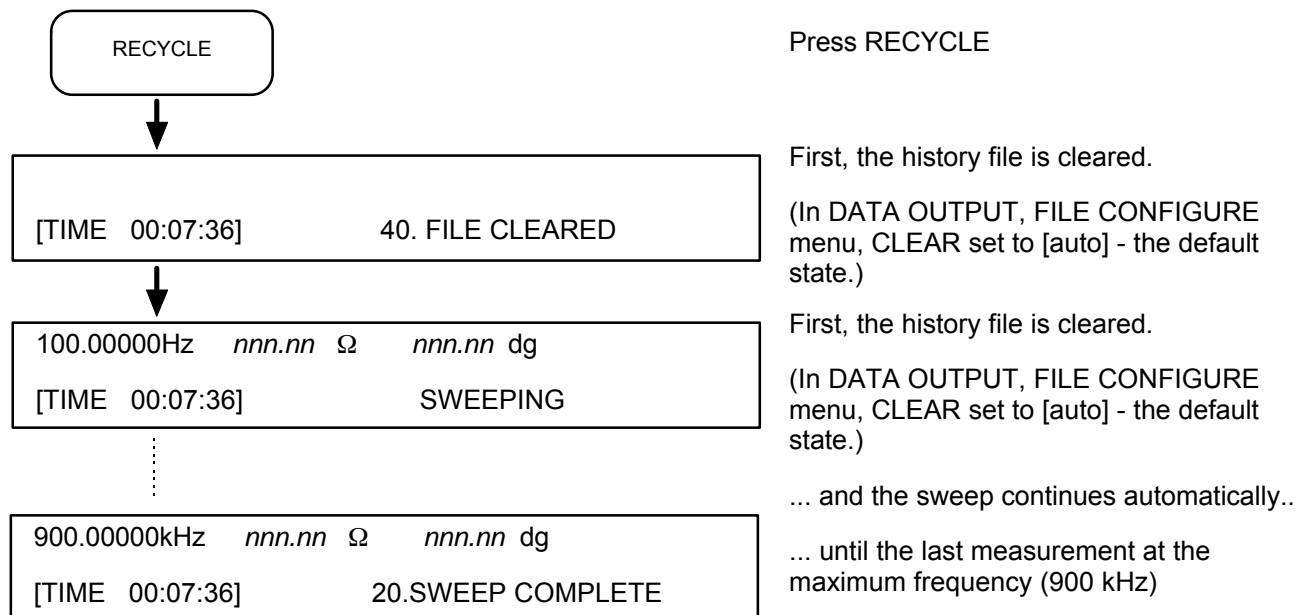 RECYCLE
Press RECYCLE
First, the history file is cleared.
[TIME 00:07:36] 40. FILE CLEARED
(In DATA OUTPUT, FILE CONFIGURE
menu, CLEAR set to [auto] - the default
state.)
100.00000Hz nnn.nn Ω nnn.nn dg
[TIME 00:07:36] SWEEPING
First, the history file is cleared.
(In DATA OUTPUT, FILE CONFIGURE
menu, CLEAR set to [auto] - the default
state.)
... and the sweep continues automatically..
900.00000kHz nnn.nn Ω nnn.nn dg
[TIME 00:07:36] 20.SWEEP COMPLETE
... until the last measurement at the
maximum frequency (900 kHz)